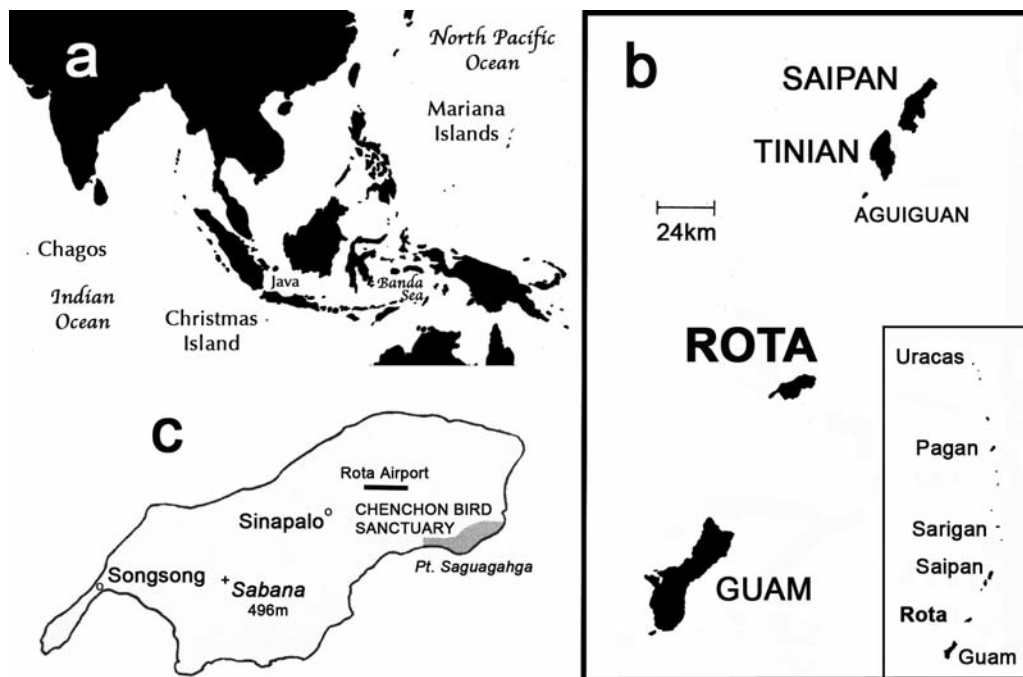 a
North Pacific
Ocean
Mariana
Islands
Chagos
Indian
Ocean
Java
Banda
Sea
Christmas
Island
b
SAIPAN
TINIAN
AGUIGUAN
24km
ROTA
GUAM
Uracas
Pagan
Sarigan
Saipan
Rota
Guam
c
Rota Airport
Sinapalo
CHENCHON BIRD
SANCTUARY
Pt. Saguagahga
Songsong
Sabana
496m